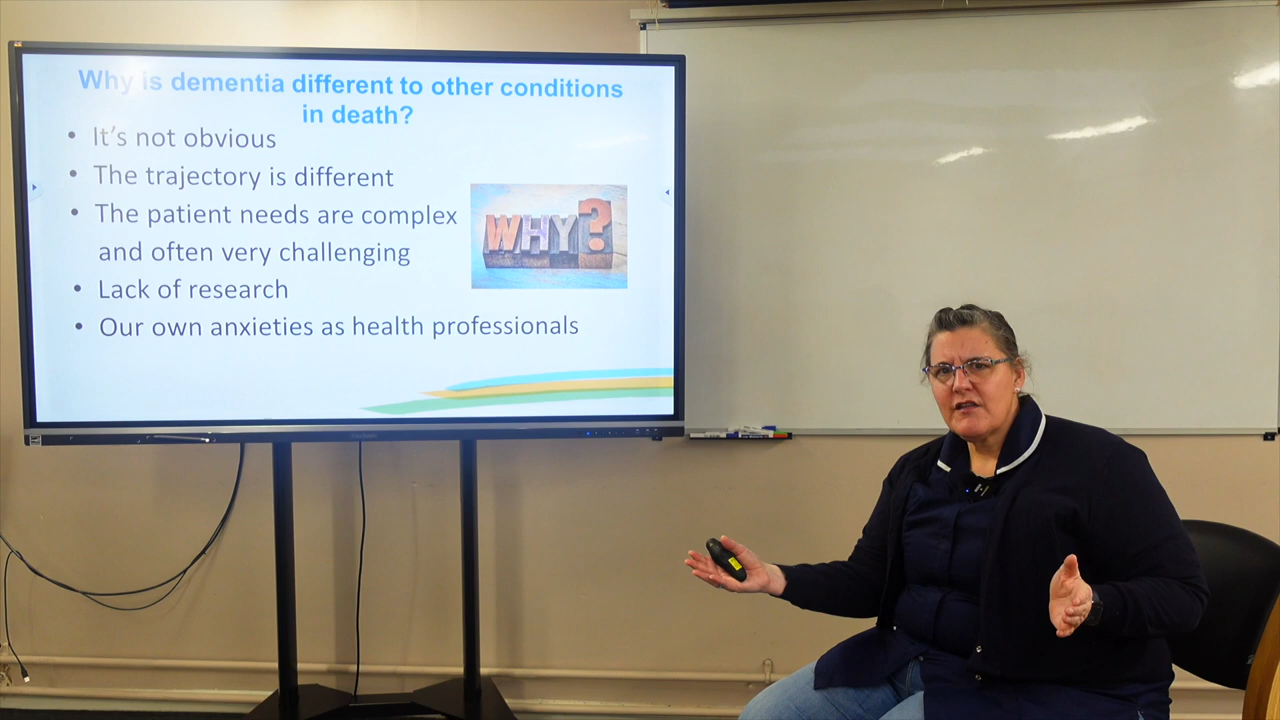 Why is dementia different to other conditions
in death?
• It's not obvious
• The trajectory is different
• The patient needs are complex
and often very challenging
WHY?
• Lack of research
• Our own anxieties as health professionals